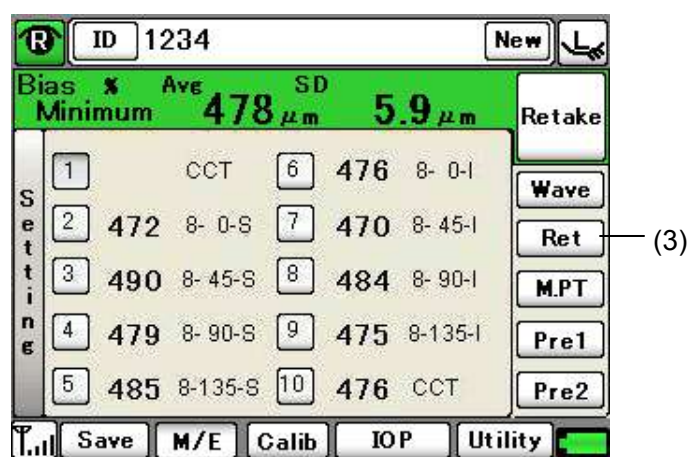 R ID 1234 New
Bias % Avg SD
Minimum 478 μm 5.9 μm Retake
Setting
1 CCT 6 476 8- 0-I Wave
2 472 8- 0-S 7 470 8- 45-I Ret (3)
3 490 8- 45-S 8 484 8- 90-I M.PT
4 479 8- 90-S 9 475 8-135-I Pre1
5 485 8-135-S 10 476 CCT Pre2
Save M/E Calib IOP Utility